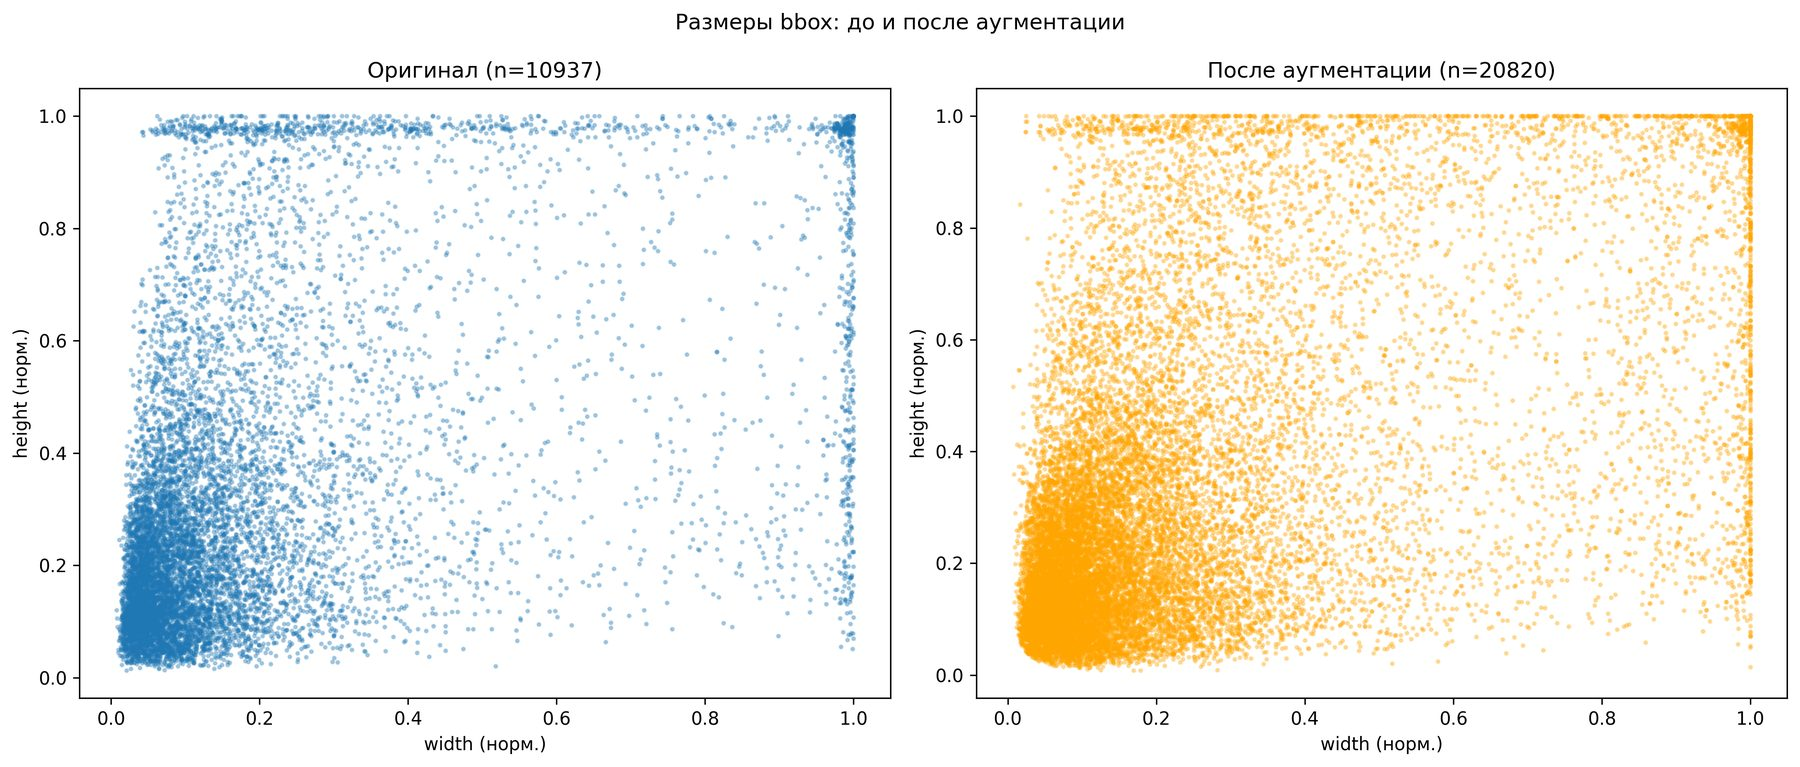 Размеры bbox: до и после аугментации
Оригинал (n=10937)
1.0
0.8
0.6
0.4
0.2
0.0
height (норм.)
0.0 0.2 0.4 0.6 0.8 1.0
width (норм.)
После аугментации (n=20820)
1.0
0.8
0.6
0.4
0.2
0.0
height (норм.)
0.0 0.2 0.4 0.6 0.8 1.0
width (норм.)